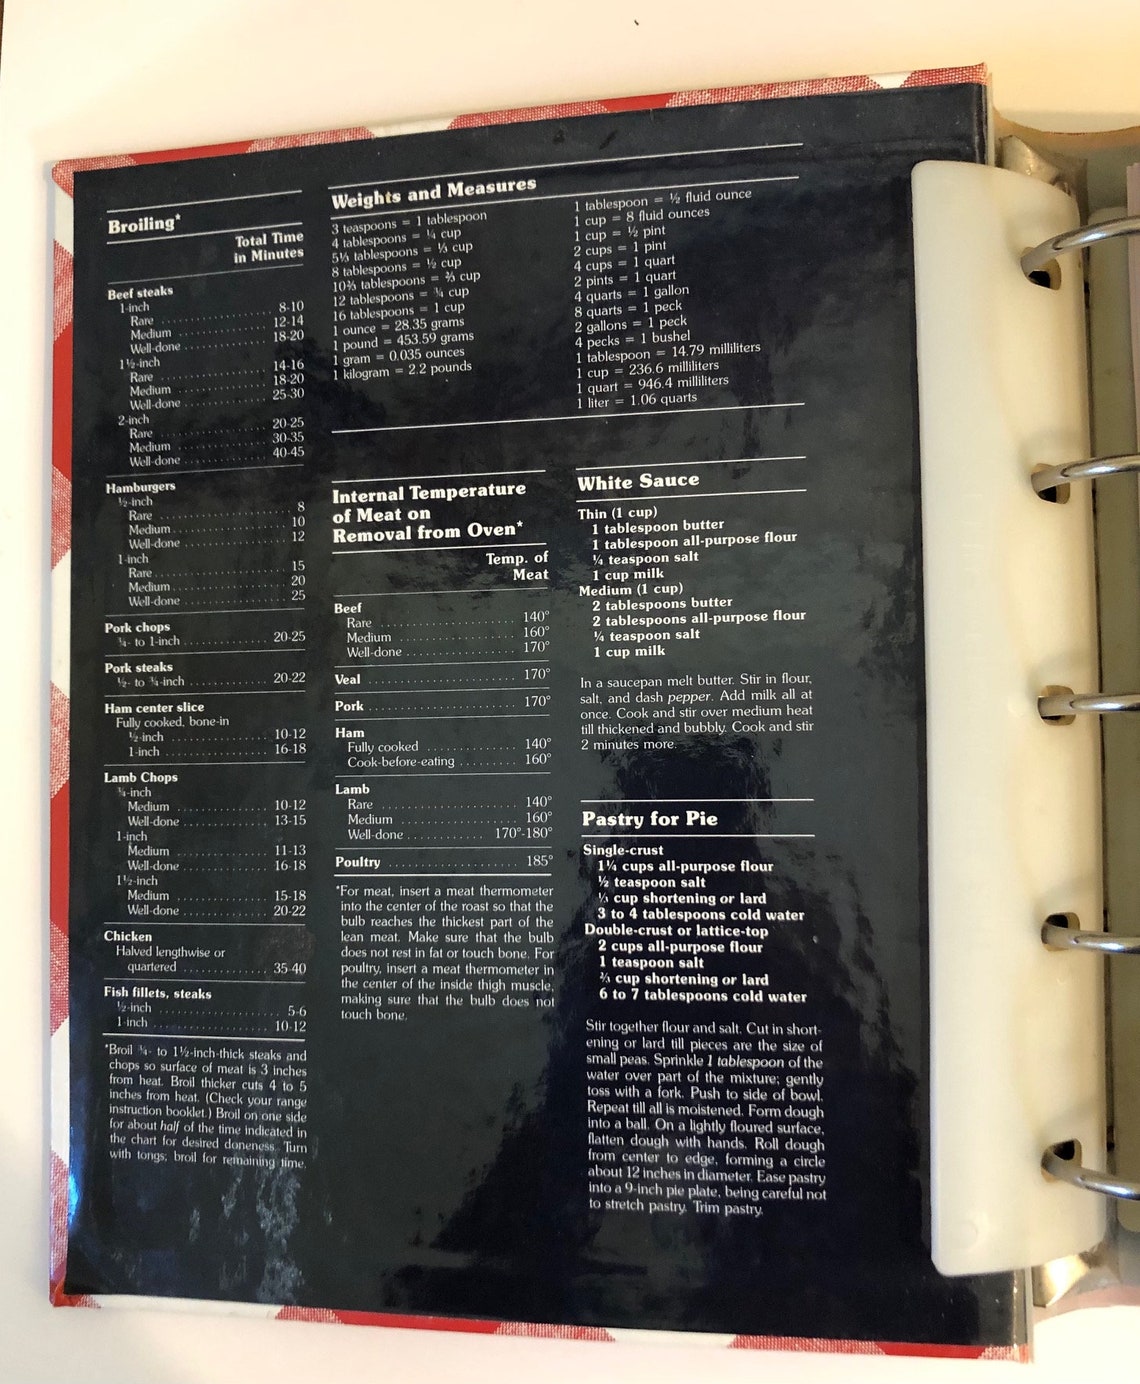 Broiling*
Total Time
in Minutes
Beef steaks
1-inch
Rare . . . . . . . . . . . . . . . . . . . . 8-10
Medium . . . . . . . . . . . . . . . . 12-14
Well-done . . . . . . . . . . . . . . 18-20
1½-inch
Rare . . . . . . . . . . . . . . . . . . . 14-16
Medium . . . . . . . . . . . . . . . . 18-20
Well-done . . . . . . . . . . . . . . 25-30
2-inch
Rare . . . . . . . . . . . . . . . . . . . 20-25
Medium . . . . . . . . . . . . . . . . 30-35
Well-done . . . . . . . . . . . . . . 40-45
Hamburgers
½-inch
Rare . . . . . . . . . . . . . . . . . . . . 8
Medium . . . . . . . . . . . . . . . . . 10
Well-done . . . . . . . . . . . . . . . 12
1-inch
Rare . . . . . . . . . . . . . . . . . . . . 15
Medium . . . . . . . . . . . . . . . . . 20
Well-done . . . . . . . . . . . . . . . 25
Pork chops
¾- to 1-inch . . . . . . . . . . . . . 20-25
Pork steaks
½- to ¾-inch . . . . . . . . . . . . 20-22
Ham center slice
Fully cooked, bone-in
½-inch . . . . . . . . . . . . . . . . . 10-12
1-inch . . . . . . . . . . . . . . . . . . 16-18
Lamb Chops
¾-inch
Medium . . . . . . . . . . . . . . 10-12
Well-done . . . . . . . . . . . . . 13-15
1-inch
Medium . . . . . . . . . . . . . . 11-13
Well-done . . . . . . . . . . . . . 16-18
1½-inch
Medium . . . . . . . . . . . . . . 15-18
Well-done . . . . . . . . . . . . . 20-22
Chicken
Halved lengthwise or
quartered . . . . . . . . . . . . . 35-40
Fish fillets, steaks
½-inch . . . . . . . . . . . . . . . . . . . 5-6
1-inch . . . . . . . . . . . . . . . . . . 10-12
*Broil ¾- to 1½-inch-thick steaks and
chops so surface of meat is 3 inches
from heat. Broil thicker cuts 4 to 5
inches from heat. (Check your range
instruction booklet.) Broil on one side
for about half of the time indicated in
the chart for desired doneness. Turn
with tongs; broil for remaining time.
Weights and Measures
3 teaspoons = 1 tablespoon
4 tablespoons = ¼ cup
5⅓ tablespoons = ⅓ cup
8 tablespoons = ½ cup
10⅔ tablespoons = ⅔ cup
12 tablespoons = ¾ cup
16 tablespoons = 1 cup
1 ounce = 28.35 grams
1 pound = 453.59 grams
1 gram = 0.035 ounces
1 kilogram = 2.2 pounds
1 tablespoon = ½ fluid ounce
1 cup = 8 fluid ounces
1 cup = ½ pint
2 cups = 1 pint
4 cups = 1 quart
2 pints = 1 quart
4 quarts = 1 gallon
8 quarts = 1 peck
2 gallons = 1 peck
4 pecks = 1 bushel
1 tablespoon = 14.79 milliliters
1 cup = 236.6 milliliters
1 quart = 946.4 milliliters
1 liter = 1.06 quarts
Internal Temperature
of Meat on
Removal from Oven*
Temp. of
Meat
Beef
Rare . . . . . . . . . . . . . . . . . . . . 140°
Medium . . . . . . . . . . . . . . . . . 160°
Well-done . . . . . . . . . . . . . . . 170°
Veal . . . . . . . . . . . . . . . . . . . . . . 170°
Pork . . . . . . . . . . . . . . . . . . . . . 170°
Ham
Fully cooked . . . . . . . . . . . . . 140°
Cook-before-eating . . . . . . . . . 160°
Lamb
Rare . . . . . . . . . . . . . . . . . . . . 140°
Medium . . . . . . . . . . . . . . . . . 160°
Well-done . . . . . . . . . . . . 170°-180°
Poultry . . . . . . . . . . . . . . . . . . . 185°
*For meat, insert a meat thermometer
into the center of the roast so that the
bulb reaches the thickest part of the
lean meat. Make sure that the bulb
does not rest in fat or touch bone. For
poultry, insert a meat thermometer in
the center of the inside thigh muscle,
making sure that the bulb does not
touch bone.
White Sauce
Thin (1 cup)
1 tablespoon butter
1 tablespoon all-purpose flour
¼ teaspoon salt
1 cup milk
Medium (1 cup)
2 tablespoons butter
2 tablespoons all-purpose flour
¼ teaspoon salt
1 cup milk
In a saucepan melt butter. Stir in flour,
salt, and dash pepper. Add milk all at
once. Cook and stir over medium heat
till thickened and bubbly. Cook and stir
2 minutes more.
Pastry for Pie
Single-crust
1¼ cups all-purpose flour
½ teaspoon salt
⅓ cup shortening or lard
3 to 4 tablespoons cold water
Double-crust or lattice-top
2 cups all-purpose flour
1 teaspoon salt
⅔ cup shortening or lard
6 to 7 tablespoons cold water
Stir together flour and salt. Cut in short-
ening or lard till pieces are the size of
small peas. Sprinkle 1 tablespoon of the
water over part of the mixture; gently
toss with a fork. Push to side of bowl.
Repeat till all is moistened. Form dough
into a ball. On a lightly floured surface,
flatten dough with hands. Roll dough
from center to edge, forming a circle
about 12 inches in diameter. Ease pastry
into a 9-inch pie plate, being careful not
to stretch pastry. Trim pastry.